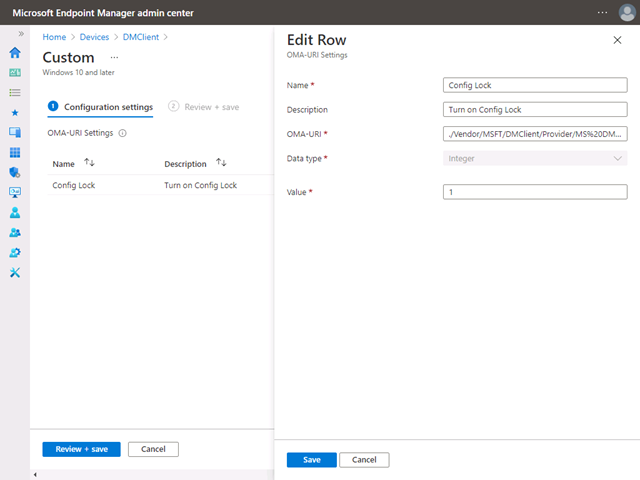 Microsoft Endpoint Manager admin center
Home > Devices > DMClient >
Custom ...
Windows 10 and later
1 Configuration settings 2 Review + save
OMA-URI Settings
Name Description
Config Lock Turn on Config Lock
Review + save Cancel
Edit Row
OMA-URI Settings
Name * Config Lock
Description Turn on Config Lock
OMA-URI * ./Vendor/MSFT/DMClient/Provider/MS%20DM...
Data type * Integer
Value * 1
Save Cancel